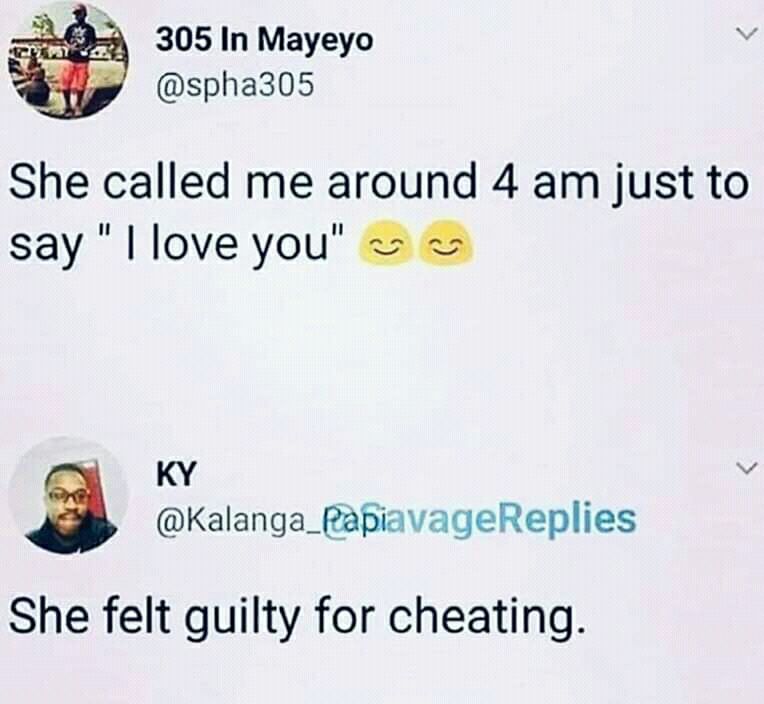 305 In Mayeyo
@spha305
She called me around 4 am just to
say " I love you" 😊😊
KY
@Kalanga_Papi
@SavageReplies
She felt guilty for cheating.